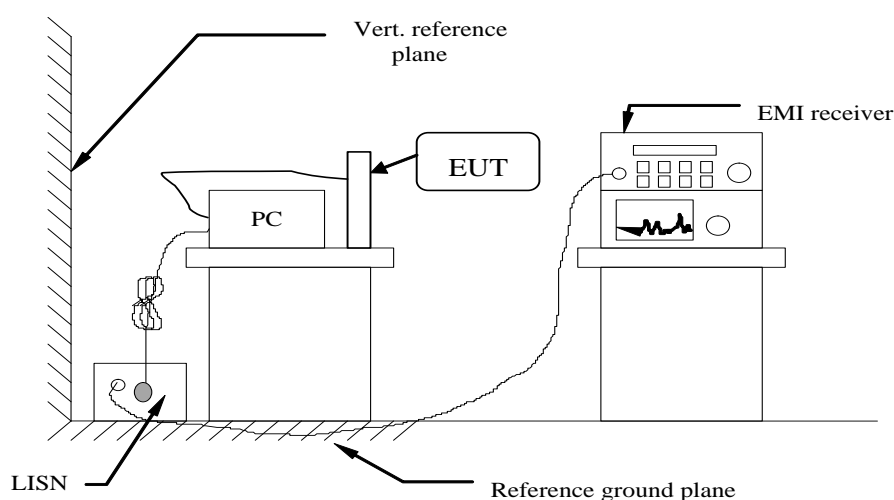 Vert. reference
plane
EMI receiver
EUT
PC
LISN
Reference ground plane